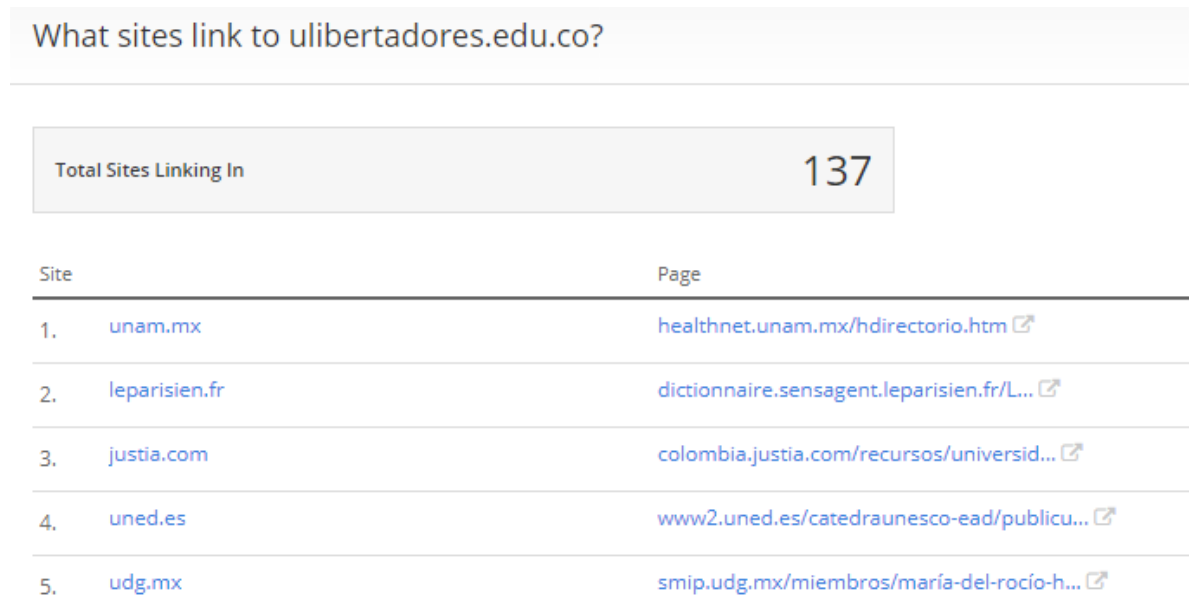 What sites link to ulibertadores.edu.co?
Total Sites Linking In 137
Site Page
1. unam.mx healthnet.unam.mx/hdirectorio.htm
2. leparisien.fr dictionnaire.sensagent.leparisien.fr/L...
3. justia.com colombia.justia.com/recursos/universid...
4. uned.es www2.uned.es/catedraunesco-ead/publicu...
5. udg.mx smip.udg.mx/miembros/maría-del-rocío-h...